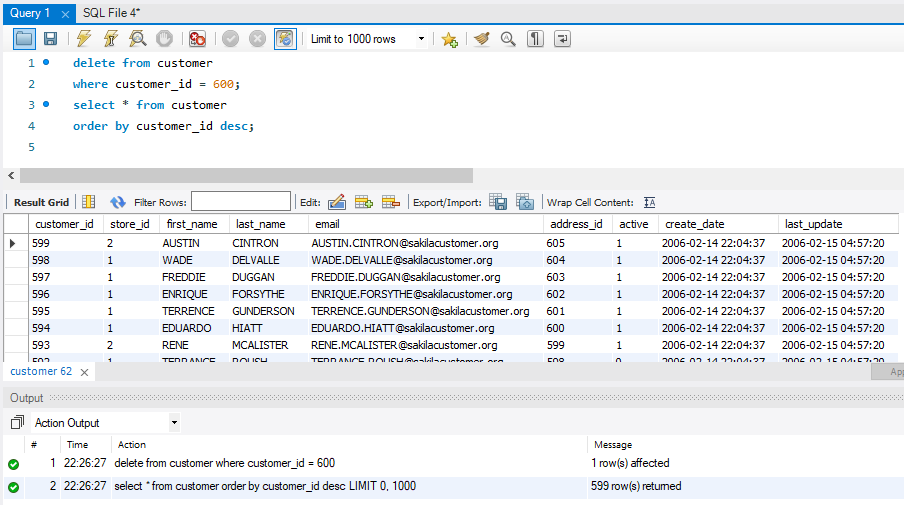 Query 1 SQL File 4*
Limit to 1000 rows
1 delete from customer
2 where customer_id = 600;
3 select * from customer
4 order by customer_id desc;
5
Result Grid Filter Rows: Edit: Export/Import: Wrap Cell Content:
customer_id store_id first_name last_name email address_id active create_date last_update
599 2 AUSTIN CINTRON AUSTIN.CINTRON@sakilacustomer.org 605 1 2006-02-14 22:04:37 2006-02-15 04:57:20
598 1 WADE DELVALLE WADE.DELVALLE@sakilacustomer.org 604 1 2006-02-14 22:04:37 2006-02-15 04:57:20
597 1 FREDDIE DUGGAN FREDDIE.DUGGAN@sakilacustomer.org 603 1 2006-02-14 22:04:37 2006-02-15 04:57:20
596 1 ENRIQUE FORSYTHE ENRIQUE.FORSYTHE@sakilacustomer.org 602 1 2006-02-14 22:04:37 2006-02-15 04:57:20
595 1 TERRENCE GUNDERSON TERRENCE.GUNDERSON@sakilacustomer.org 601 1 2006-02-14 22:04:37 2006-02-15 04:57:20
594 1 EDUARDO HIATT EDUARDO.HIATT@sakilacustomer.org 600 1 2006-02-14 22:04:37 2006-02-15 04:57:20
593 2 RENE MCALISTER RENE.MCALISTER@sakilacustomer.org 599 1 2006-02-14 22:04:37 2006-02-15 04:57:20
592 1 TERRANCE ROUSH TERRANCE.ROUSH@sakilacustomer.org 598 0 2006-02-14 22:04:37 2006-02-15 04:57:20
customer 62 App
Output
Action Output
# Time Action Message
1 22:26:27 delete from customer where customer_id = 600 1 row(s) affected
2 22:26:27 select * from customer order by customer_id desc LIMIT 0, 1000 599 row(s) returned